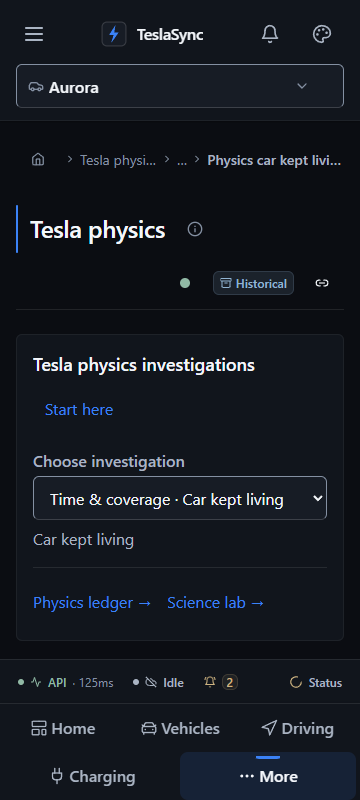 TeslaSync
Aurora
Tesla physi... > ... > Physics car kept livi...
Tesla physics
Historical
Tesla physics investigations
Start here
Choose investigation
Time & coverage · Car kept living
Car kept living
Physics ledger → Science lab →
API · 125ms Idle 2 Status
Home Vehicles Driving
Charging ··· More